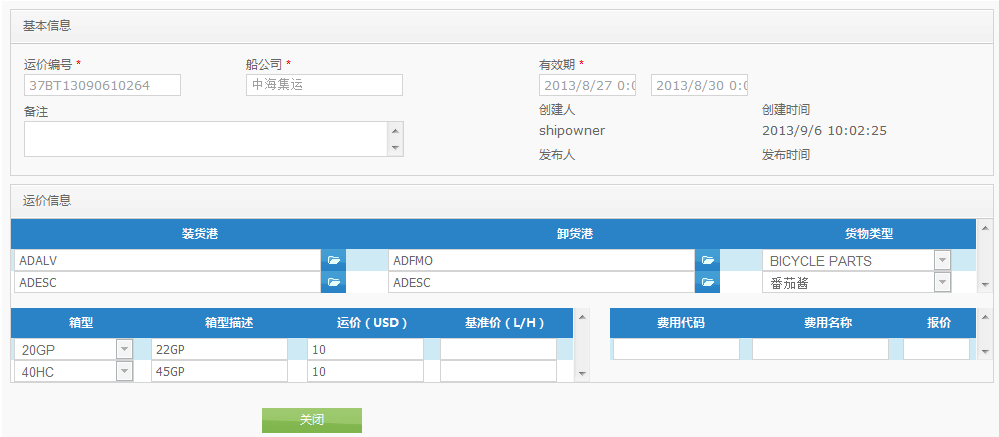 基本信息
运价编号 * 船公司 * 有效期 *
37BT13090610264 中海集运 2013/8/27 0:0 2013/8/30 0:0
备注 创建人 创建时间
shipowner 2013/9/6 10:02:25
发布人 发布时间
运价信息
装货港 卸货港 货物类型
ADALV ADFMO BICYCLE PARTS
ADESC ADESC 番茄酱
箱型 箱型描述 运价（USD） 基准价（L/H） 费用代码 费用名称 报价
20GP 22GP 10
40HC 45GP 10
关闭